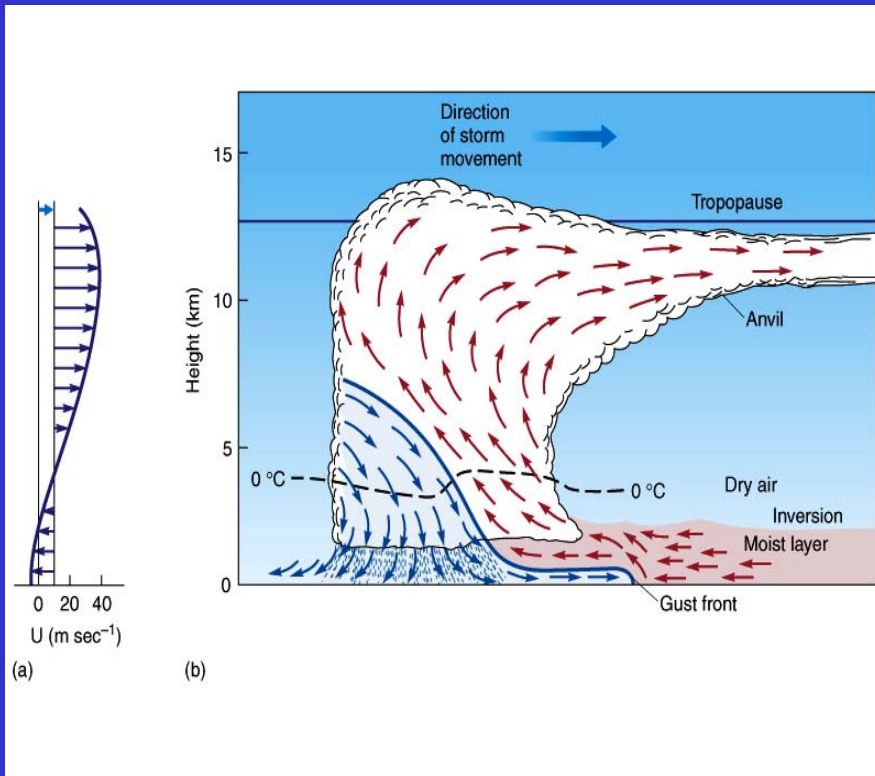 Direction
of storm
movement
15
Tropopause
10
Height (km)
Anvil
5
0 °C
0 °C
Dry air
Inversion
Moist layer
0
Gust front
0 20 40
U (m sec⁻¹)
(a)
(b)